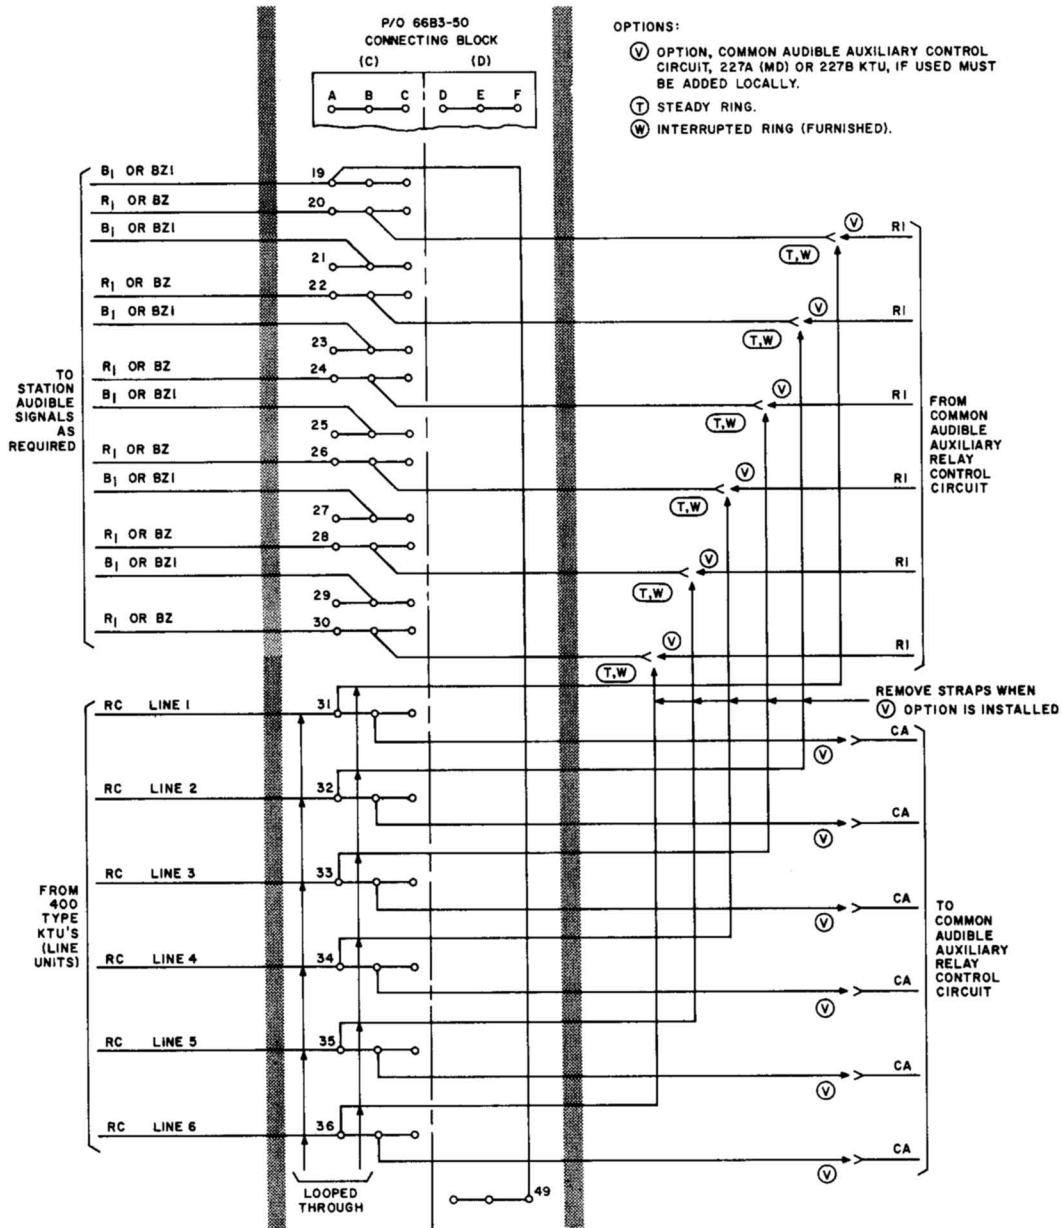 P/O 66B3-50
CONNECTING BLOCK
(C) (D)
A B C D E F
OPTIONS:
Ⓥ OPTION, COMMON AUDIBLE AUXILIARY CONTROL
CIRCUIT, 227A (MD) OR 227B KTU, IF USED MUST
BE ADDED LOCALLY.
Ⓣ STEADY RING.
Ⓦ INTERRUPTED RING (FURNISHED).
TO
STATION
AUDIBLE
SIGNALS
AS
REQUIRED
B1 OR BZ1 19
R1 OR BZ 20
V R1
B1 OR BZ1
T,W
21
R1 OR BZ 22
V R1
B1 OR BZ1
T,W
23
R1 OR BZ 24
V R1
B1 OR BZ1
T,W
25
R1 OR BZ 26
V R1
B1 OR BZ1
T,W
27
R1 OR BZ 28
V R1
B1 OR BZ1
T,W
29
R1 OR BZ 30
V R1
T,W
FROM
COMMON
AUDIBLE
AUXILIARY
RELAY
CONTROL
CIRCUIT
REMOVE STRAPS WHEN
Ⓥ OPTION IS INSTALLED
FROM
400
TYPE
KTU'S
(LINE
UNITS)
RC LINE 1 31
CA
V
RC LINE 2 32
CA
V
RC LINE 3 33
CA
V
RC LINE 4 34
CA
V
RC LINE 5 35
CA
V
RC LINE 6 36
CA
V
TO
COMMON
AUDIBLE
AUXILIARY
RELAY
CONTROL
CIRCUIT
LOOPED
THROUGH
49